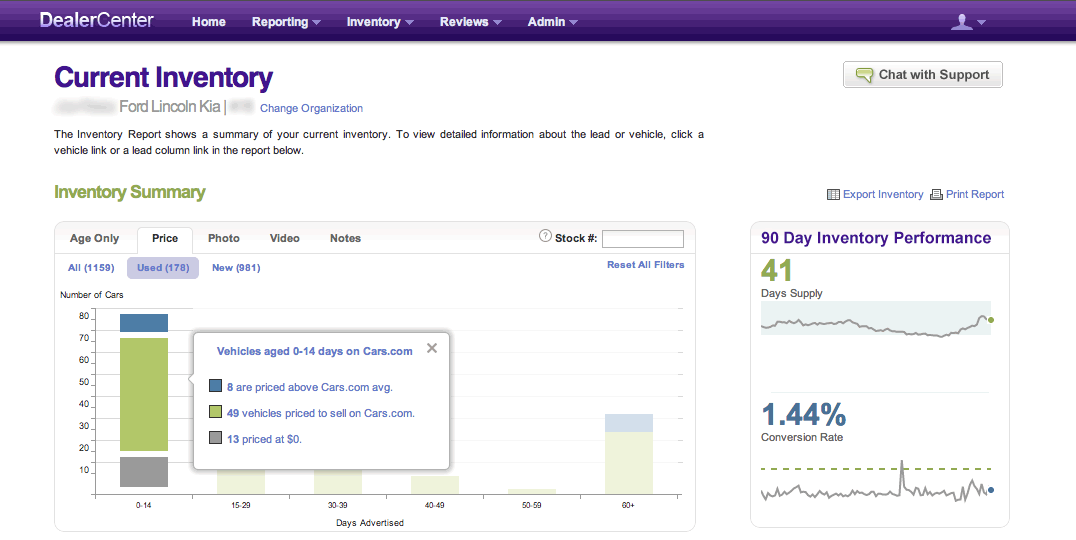 DealerCenter Home Reporting Inventory Reviews Admin
Current Inventory
Chat with Support
Ford Lincoln Kia | Change Organization
The Inventory Report shows a summary of your current inventory. To view detailed information about the lead or vehicle, click a
vehicle link or a lead column link in the report below.
Inventory Summary
Export Inventory Print Report
Age Only Price Photo Video Notes ? Stock #:
All (1159) Used (178) New (981) Reset All Filters
Number of Cars
80
70
60
50
40
30
20
10
Vehicles aged 0-14 days on Cars.com
8 are priced above Cars.com avg.
49 vehicles priced to sell on Cars.com.
13 priced at $0.
0-14 15-29 30-39 40-49 50-59 60+
Days Advertised
90 Day Inventory Performance
41
Days Supply
1.44%
Conversion Rate